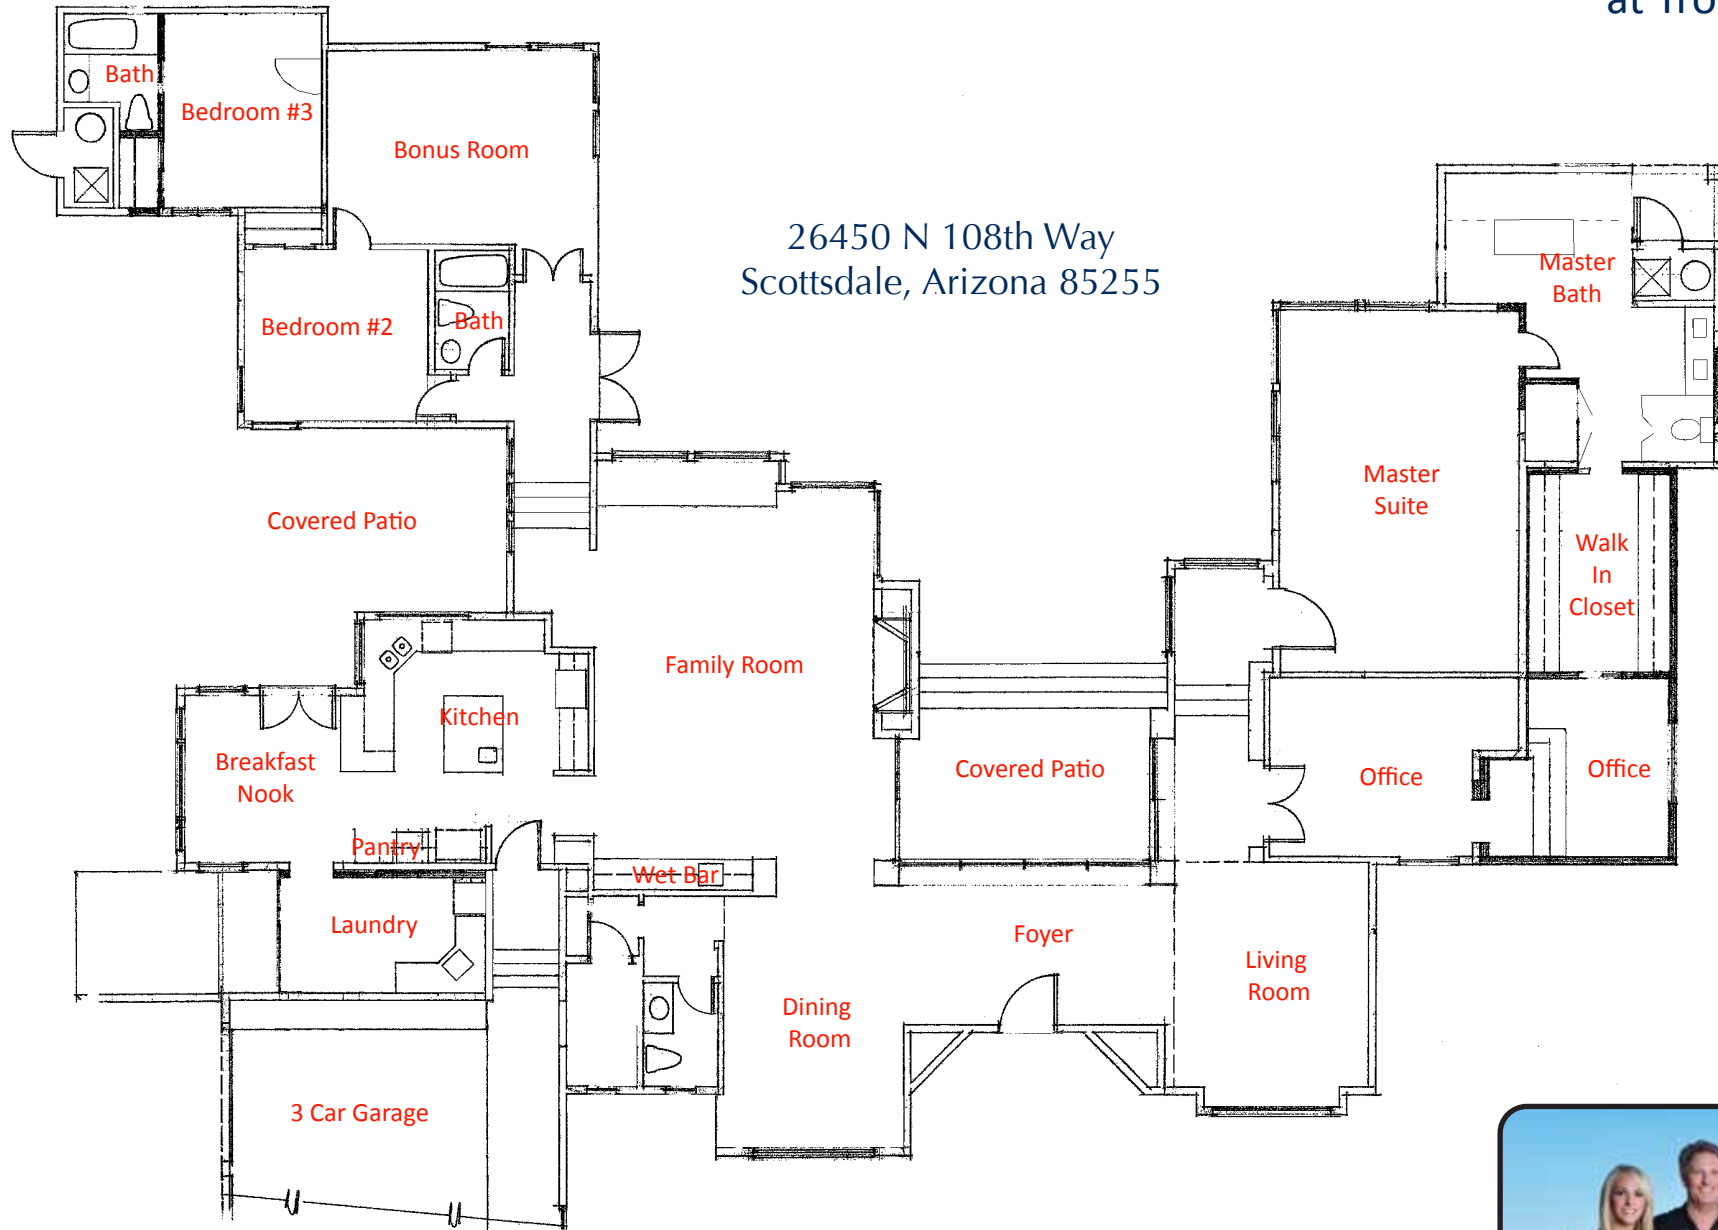 Bath
Bedroom #3
Bonus Room
26450 N 108th Way
Scottsdale, Arizona 85255
Master
Bath
Bedroom #2
Bath
Master
Suite
Covered Patio
Walk
In
Closet
Family Room
Kitchen
Breakfast
Nook
Covered Patio
Office
Office
Pantry
Wet Bar
Laundry
Foyer
Living
Room
Dining
Room
3 Car Garage
at